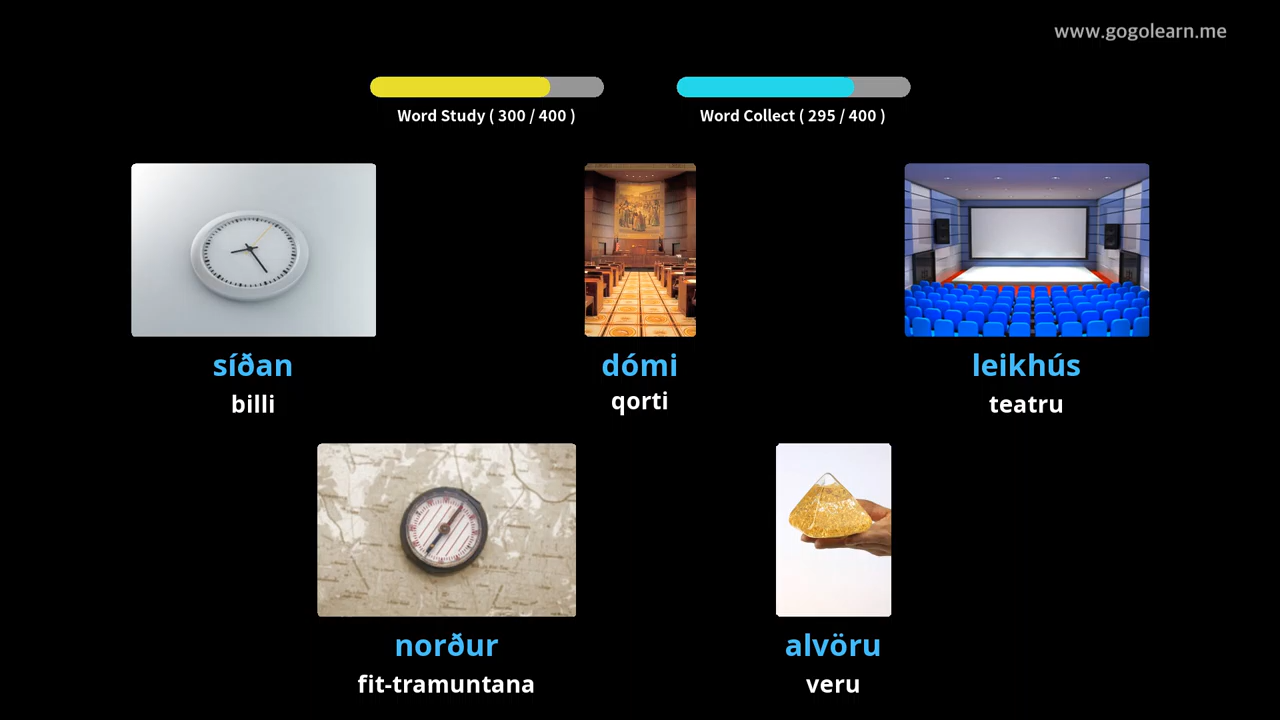 www.gogolearn.me
Word Study ( 300 / 400 )
Word Collect ( 295 / 400 )
síðan
billi
dómi
qorti
leikhús
teatru
norður
fit-tramuntana
alvöru
veru